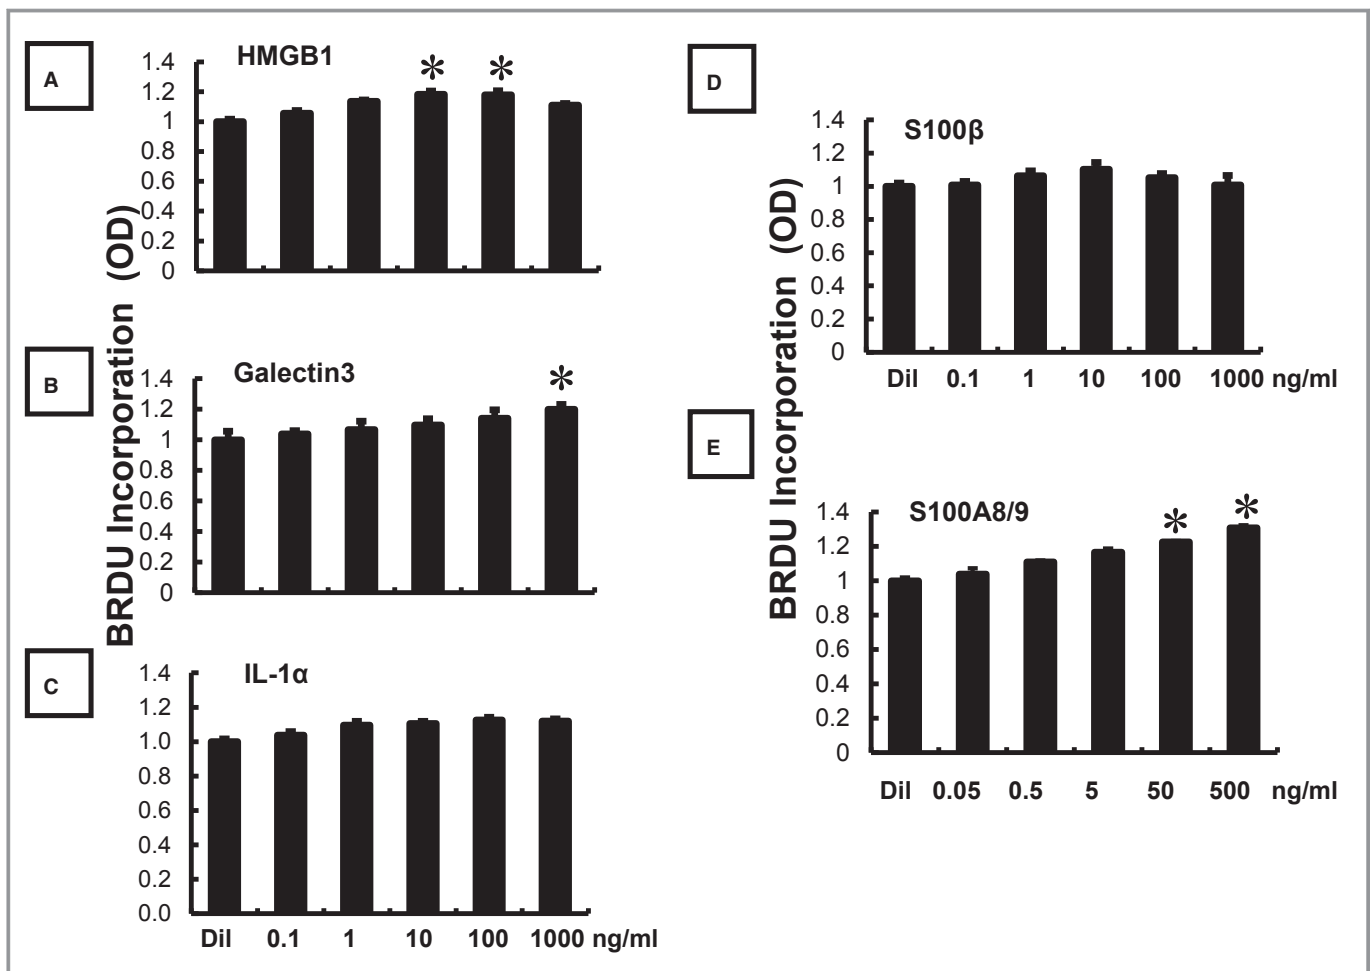 A
HMGB1
* *
1.4
1.2
1
0.8
0.6
0.4
0.2
0
B
Galectin3
*
1.4
1.2
1
0.8
0.6
0.4
0.2
0
BRDU Incorporation (OD)
C
IL-1α
1.4
1.2
1.0
0.8
0.6
0.4
0.2
0.0
Dil 0.1 1 10 100 1000 ng/ml
D
S100β
1.4
1.2
1
0.8
0.6
0.4
0.2
0
Dil 0.1 1 10 100 1000 ng/ml
BRDU Incorporation (OD)
E
S100A8/9
* *
1.4
1.2
1
0.8
0.6
0.4
0.2
0
Dil 0.05 0.5 5 50 500 ng/ml